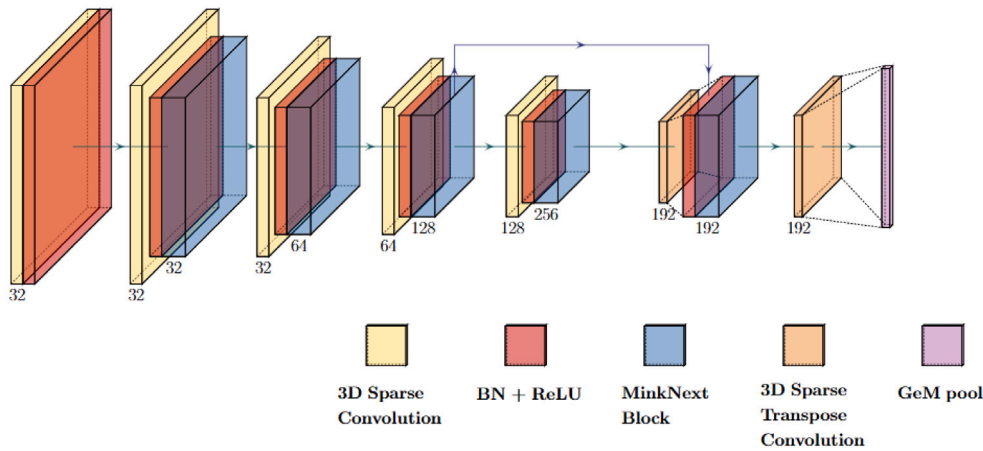 32
32
32
32
64
64
128
128
256
192
192
192
3D Sparse
Convolution
BN + ReLU
MinkNext
Block
3D Sparse
Transpose
Convolution
GeM pool